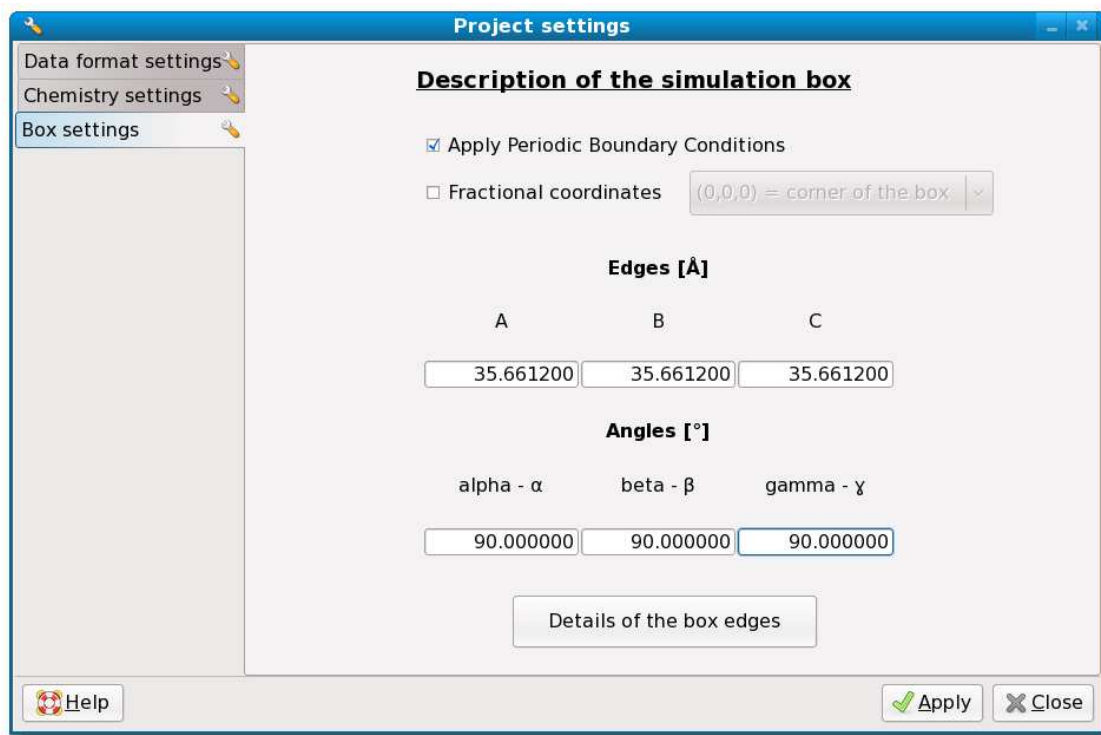 Project settings
Data format settings
Chemistry settings
Box settings
Description of the simulation box
Apply Periodic Boundary Conditions
Fractional coordinates (0,0,0) = corner of the box
Edges [Å]
A B C
35.661200 35.661200 35.661200
Angles [°]
alpha - α beta - β gamma - ɣ
90.000000 90.000000 90.000000
Details of the box edges
Help Apply Close